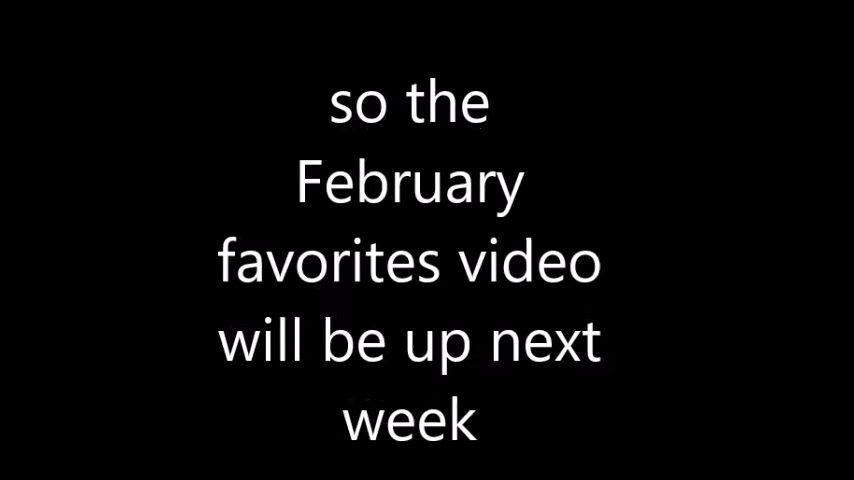 so the
February
favorites video
will be up next
week